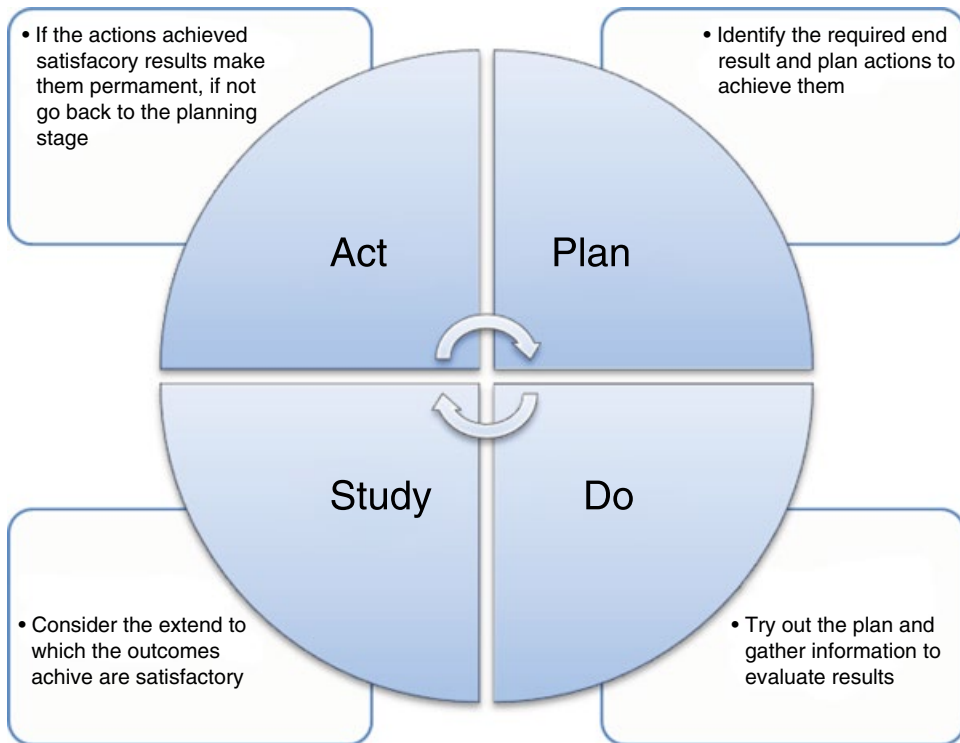 • If the actions achieved
satisfacory results make
them permament, if not
go back to the planning
stage
• Identify the required end
result and plan actions to
achieve them
Act
Plan
Study
Do
• Consider the extend to
which the outcomes
achive are satisfactory
• Try out the plan and
gather information to
evaluate results